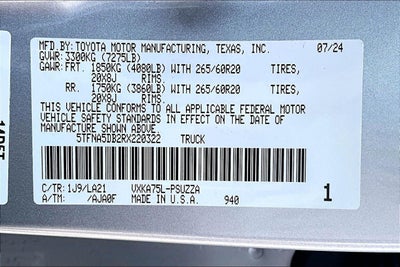 MFD.BY: TOYOTA MOTOR MANUFACTURING, TEXAS, INC. 07/24
GVWR: 3300KG (7275LB)
GAWR: FRT. 1850KG (4080LB) WITH 265/60R20 TIRES,
20X8J RIMS.
RR. 1750KG (3860LB) WITH 265/60R20 TIRES,
20X8J RIMS.
THIS VEHICLE CONFORMS TO ALL APPLICABLE FEDERAL MOTOR
VEHICLE SAFETY STANDARDS IN EFFECT ON THE DATE OF
MANUFACTURE SHOWN ABOVE.
5TFNA5DB2RX220322 TRUCK
C/TR: 1J9/LA21 VXKA75L-PSUZZA
A/TM: /AJA0F MADE IN U.S.A. 940
1